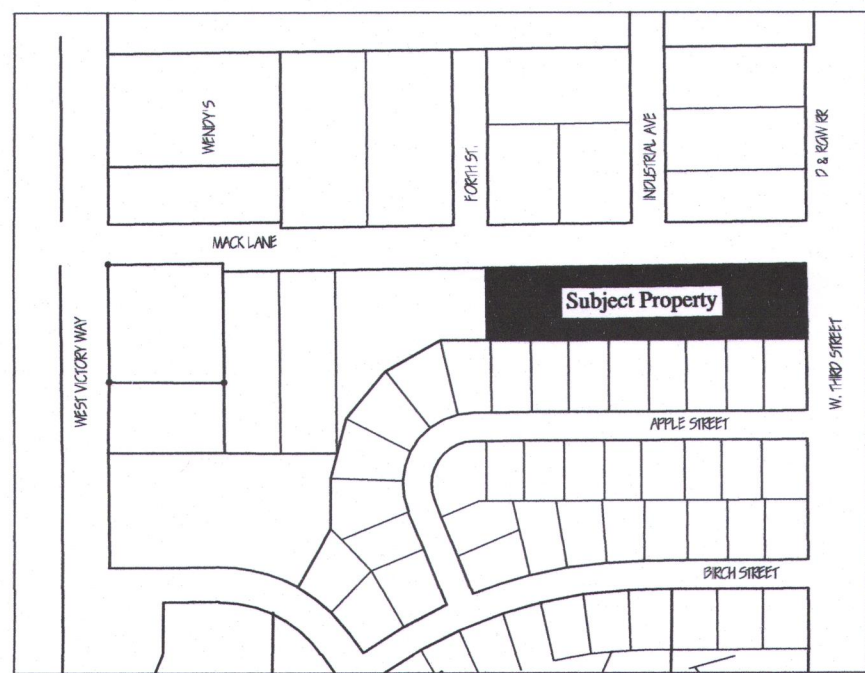 WENDY'S
FORTH ST.
INDUSTRIAL AVE
D & RGW RR
MACK LANE
Subject Property
WEST VICTORY WAY
W. THIRD STREET
APPLE STREET
BIRCH STREET